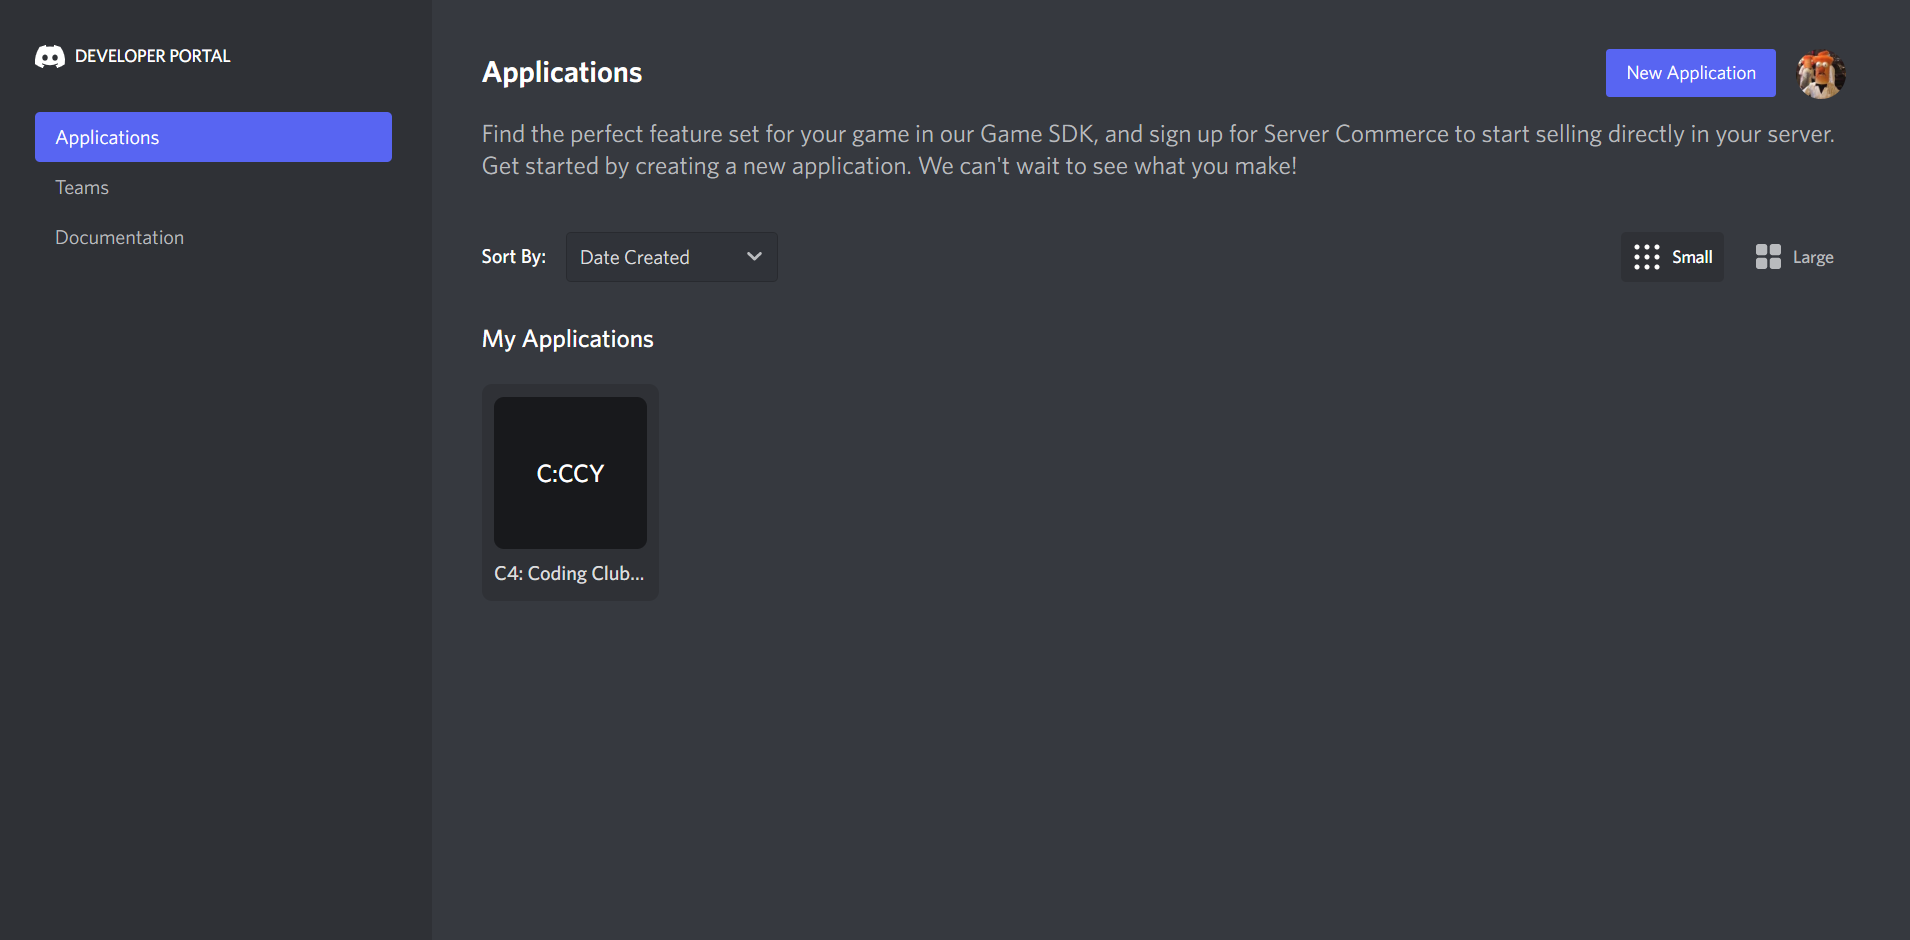 DEVELOPER PORTAL
Applications
Teams
Documentation
Applications
New Application
Find the perfect feature set for your game in our Game SDK, and sign up for Server Commerce to start selling directly in your server.
Get started by creating a new application. We can't wait to see what you make!
Sort By:
Date Created
Small
Large
My Applications
C:CCY
C4: Coding Club...